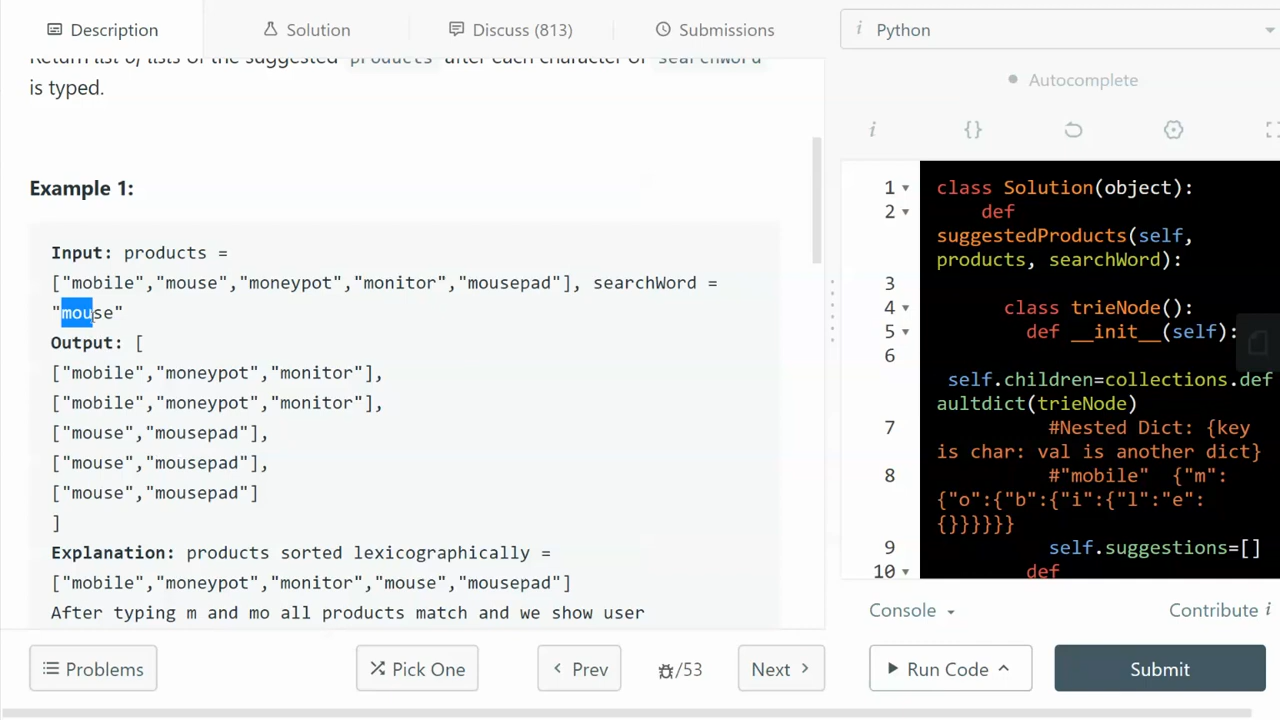 Description
Solution
Discuss (813)
Submissions
i Python
Return list of lists of the suggested products after each character of searchWord
is typed.
Autocomplete
i {}
Example 1:
Input: products =
["mobile","mouse","moneypot","monitor","mousepad"], searchWord =
"mouse"
Output: [
["mobile","moneypot","monitor"],
["mobile","moneypot","monitor"],
["mouse","mousepad"],
["mouse","mousepad"],
["mouse","mousepad"]
]
Explanation: products sorted lexicographically =
["mobile","moneypot","monitor","mouse","mousepad"]
After typing m and mo all products match and we show user
1 class Solution(object):
2 def
suggestedProducts(self,
products, searchWord):
3
4 class trieNode():
5 def __init__(self):
6
self.children=collections.def
aultdict(trieNode)
7 #Nested Dict: {key
is char: val is another dict}
8 #"mobile" {"m":
{"o":{"b":{"i":{"l":"e":
{}}}}}}
9 self.suggestions=[]
10 def
Console
Contribute i
Problems
Pick One
< Prev
/53
Next >
Run Code
Submit